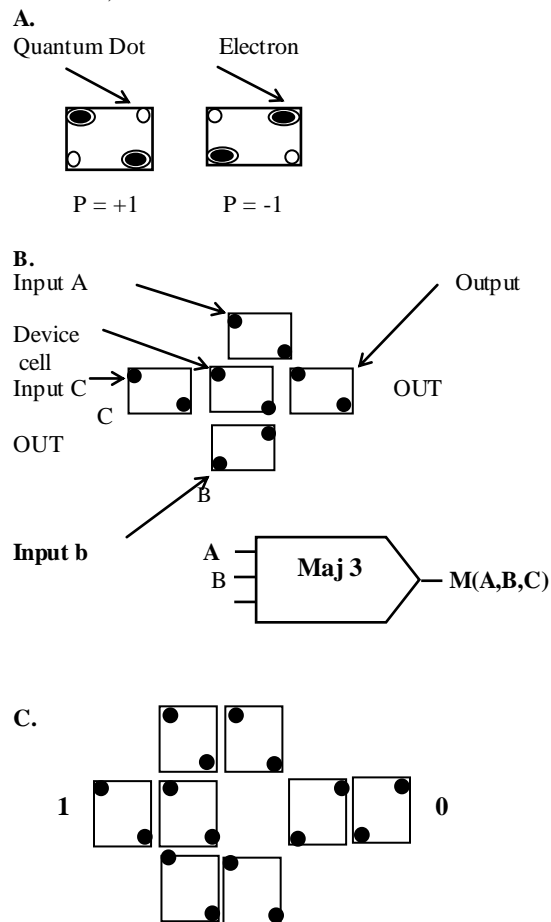 A.
Quantum Dot Electron
P = +1 P = -1
B.
Input A Output
Device
cell
Input C OUT
C
OUT
B
Input b
A
B
Maj 3
M(A,B,C)
C.
1 0